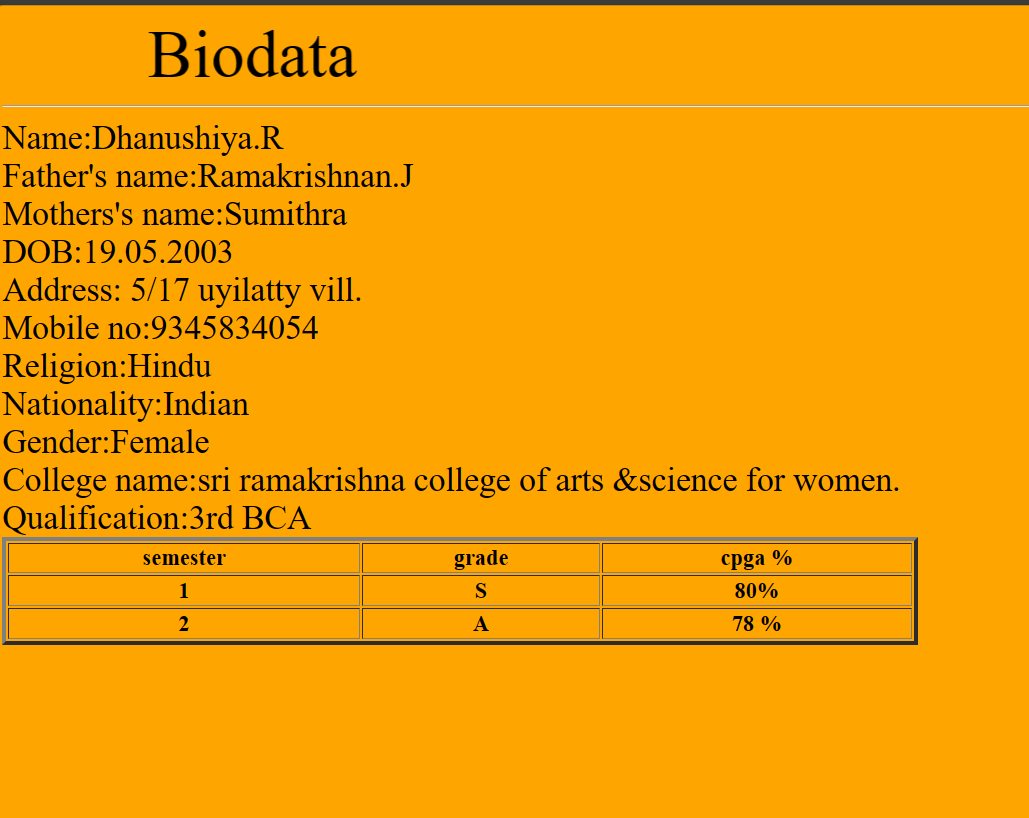 Biodata
Name:Dhanushiya.R
Father's name:Ramakrishnan.J
Mothers's name:Sumithra
DOB:19.05.2003
Address: 5/17 uyilatty vill.
Mobile no:9345834054
Religion:Hindu
Nationality:Indian
Gender:Female
College name:sri ramakrishna college of arts &science for women.
Qualification:3rd BCA
semester grade cpga %
1 S 80%
2 A 78 %